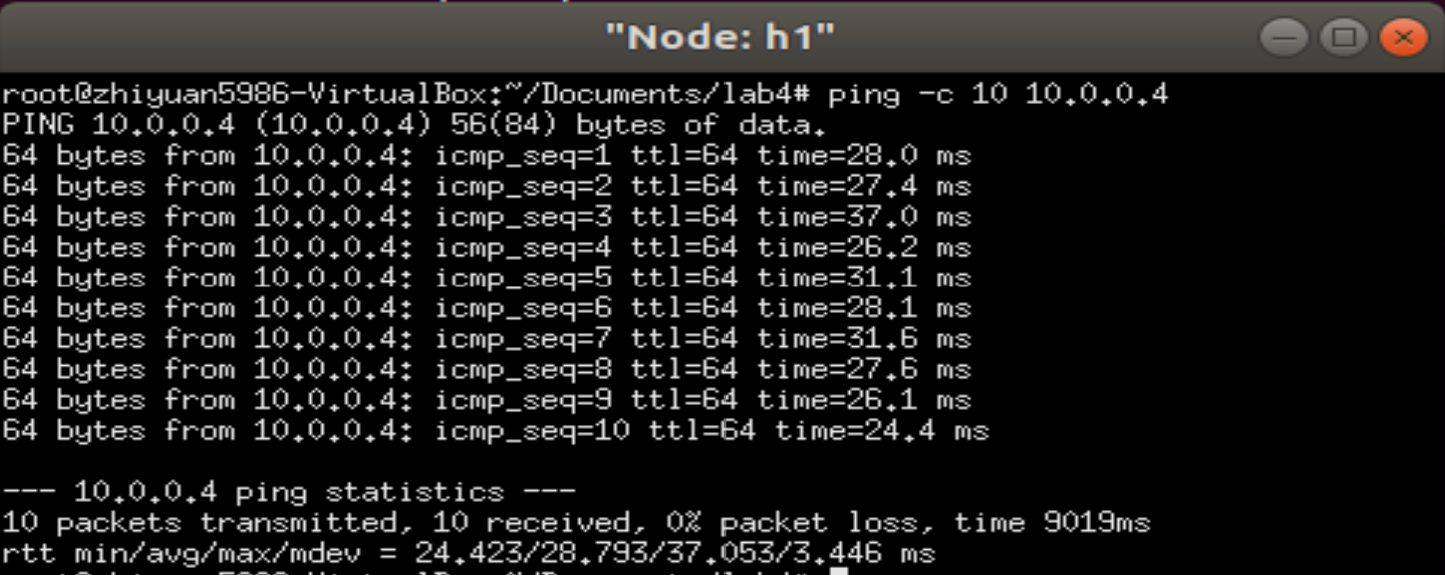 "Node: h1"
root@zhiyuan5986-VirtualBox:~/Documents/lab4# ping -c 10 10.0.0.4
PING 10.0.0.4 (10.0.0.4) 56(84) bytes of data.
64 bytes from 10.0.0.4: icmp_seq=1 ttl=64 time=28.0 ms
64 bytes from 10.0.0.4: icmp_seq=2 ttl=64 time=27.4 ms
64 bytes from 10.0.0.4: icmp_seq=3 ttl=64 time=37.0 ms
64 bytes from 10.0.0.4: icmp_seq=4 ttl=64 time=26.2 ms
64 bytes from 10.0.0.4: icmp_seq=5 ttl=64 time=31.1 ms
64 bytes from 10.0.0.4: icmp_seq=6 ttl=64 time=28.1 ms
64 bytes from 10.0.0.4: icmp_seq=7 ttl=64 time=31.6 ms
64 bytes from 10.0.0.4: icmp_seq=8 ttl=64 time=27.6 ms
64 bytes from 10.0.0.4: icmp_seq=9 ttl=64 time=26.1 ms
64 bytes from 10.0.0.4: icmp_seq=10 ttl=64 time=24.4 ms
--- 10.0.0.4 ping statistics ---
10 packets transmitted, 10 received, 0% packet loss, time 9019ms
rtt min/avg/max/mdev = 24.423/28.793/37.053/3.446 ms